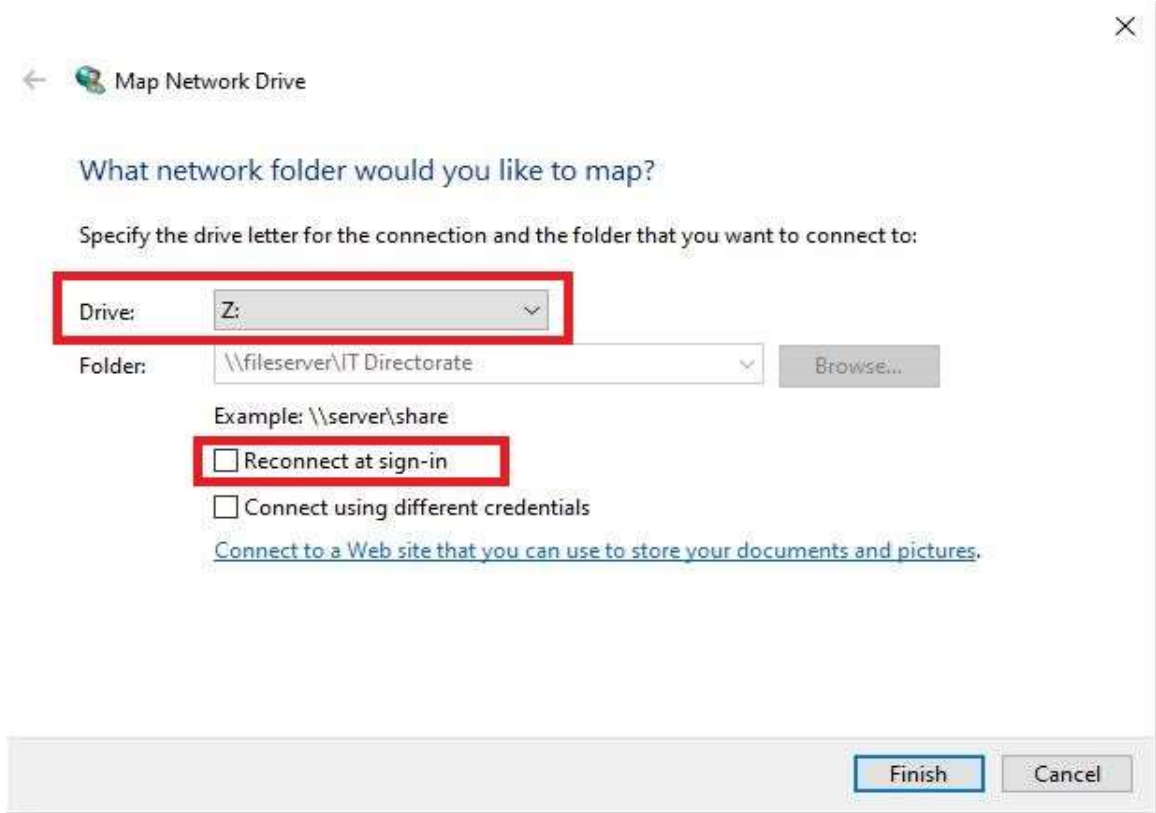 Map Network Drive
What network folder would you like to map?
Specify the drive letter for the connection and the folder that you want to connect to:
Drive: Z:
Folder: \\fileserver\IT Directorate Browse...
Example: \\server\share
Reconnect at sign-in
Connect using different credentials
Connect to a Web site that you can use to store your documents and pictures.
Finish Cancel